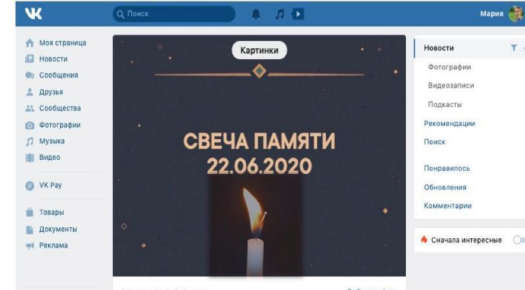 Поиск
Мария
Моя страница
Новости
Сообщения
Друзья
Сообщества
Фотографии
Музыка
Видео
VK Pay
Товары
Документы
Реклама
Картинки
СВЕЧА ПАМЯТИ
22.06.2020
Новости
Фотографии
Видеозаписи
Подкасты
Рекомендации
Поиск
Понравилось
Обновления
Комментарии
Сначала интересные